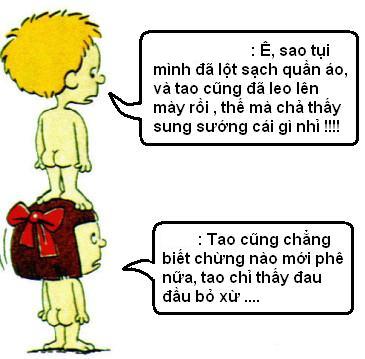 : Ê, sao tụi
mình đã lột sạch quần áo,
và tao cũng đã leo lên
mày rồi , thế mà chả thấy
sung sướng cái gì nhỉ !!!!
: Tao cũng chẳng
biết chừng nào mới phê
nữa, tao chỉ thấy đau
đầu bỏ xừ ....